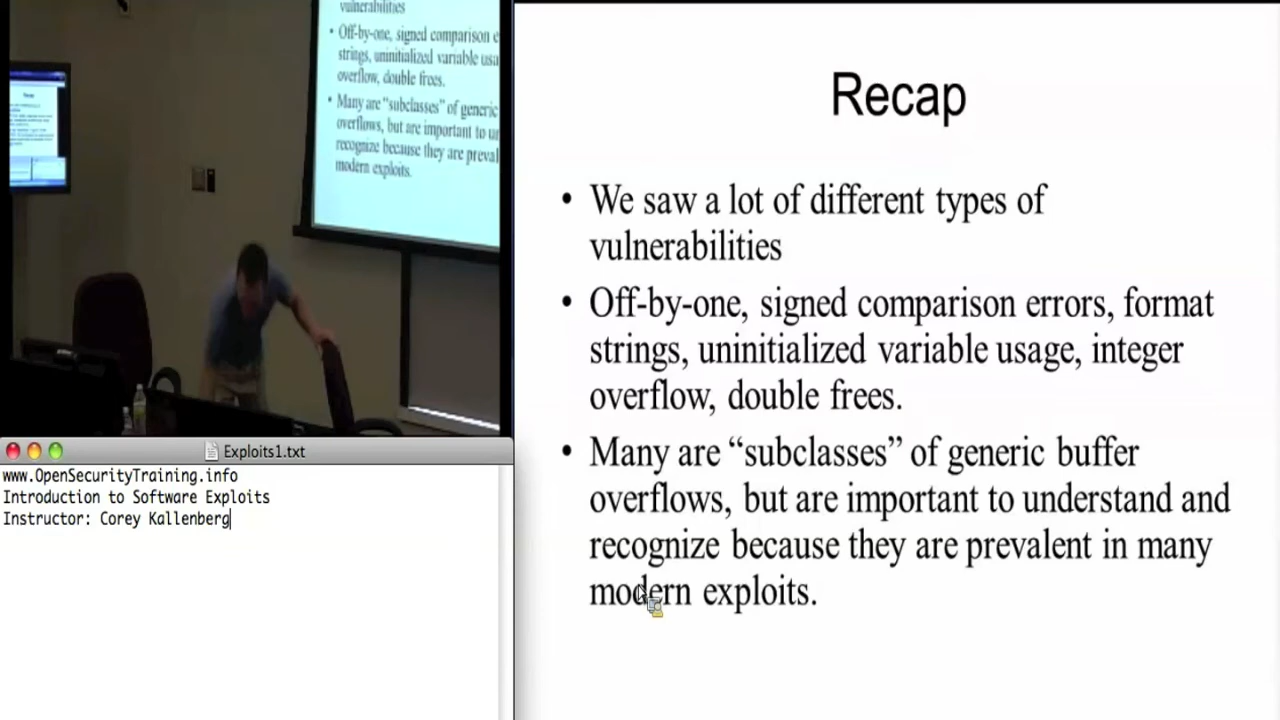 vulnerabilities
• Off-by-one, signed comparison e
strings, uninitialized variable usa
overflow, double frees.
• Many are “subclasses” of generic
overflows, but are important to un
recognize because they are preval
modern exploits.
Exploits1.txt
www.OpenSecurityTraining.info
Introduction to Software Exploits
Instructor: Corey Kallenberg
Recap
• We saw a lot of different types of
vulnerabilities
• Off-by-one, signed comparison errors, format
strings, uninitialized variable usage, integer
overflow, double frees.
• Many are “subclasses” of generic buffer
overflows, but are important to understand and
recognize because they are prevalent in many
modern exploits.